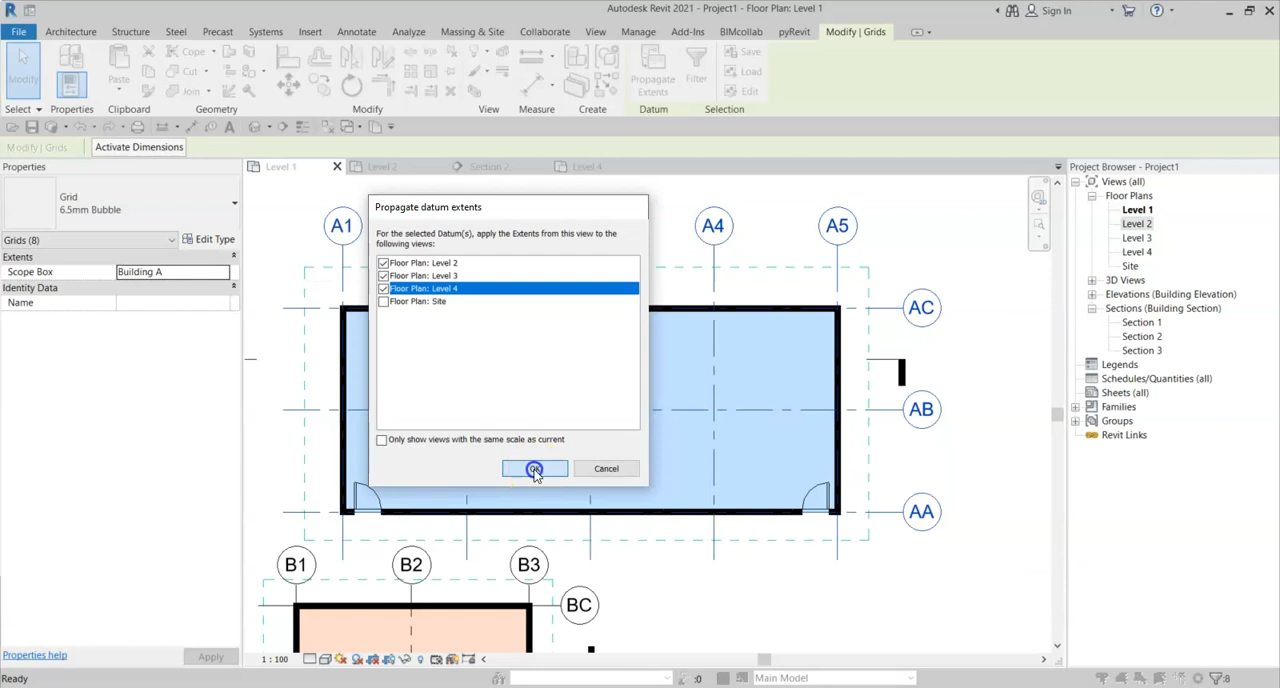 Autodesk Revit 2021 - Project1 - Floor Plan: Level 1
Sign In
File Architecture Structure Steel Precast Systems Insert Annotate Analyze Massing & Site Collaborate View Manage Add-Ins BIMcollab pyRevit Modify | Grids
Modify
Paste
Cope
Cut
Join
Propagate Extents
Filter
Save
Load
Edit
Select Properties Clipboard Geometry Modify View Measure Create Datum Selection
Modify | Grids
Activate Dimensions
Properties
Grid
6.5mm Bubble
Grids (8)
Edit Type
Extents
Scope Box Building A
Identity Data
Name
Properties help
Apply
Level 1
Level 2
Section 2
Level 4
Propagate datum extents
For the selected Datum(s), apply the Extents from this view to the
following views:
Floor Plan: Level 2
Floor Plan: Level 3
Floor Plan: Level 4
Floor Plan: Site
Only show views with the same scale as current
OK
Cancel
A1
A4
A5
AC
AB
AA
B1
B2
B3
BC
Project Browser - Project1
Views (all)
Floor Plans
Level 1
Level 2
Level 3
Level 4
Site
3D Views
Elevations (Building Elevation)
Sections (Building Section)
Section 1
Section 2
Section 3
Legends
Schedules/Quantities (all)
Sheets (all)
Families
Groups
Revit Links
1 : 100
Ready
:0
Main Model
:8